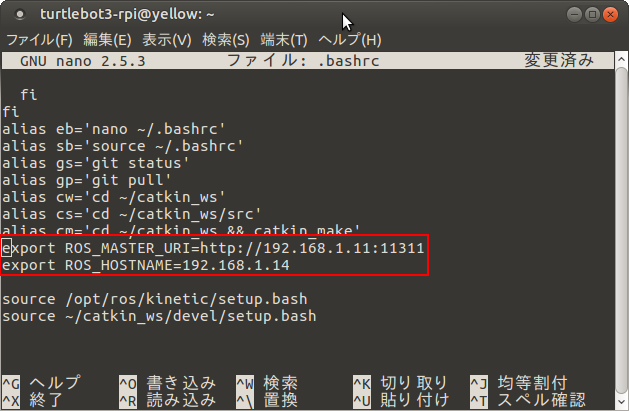 turtlebot3-rpi@yellow: ~
ファイル(F) 編集(E) 表示(V) 検索(S) 端末(T) ヘルプ(H)
GNU nano 2.5.3 ファイル: .bashrc 変更済み
fi
fi
alias eb='nano ~/.bashrc'
alias sb='source ~/.bashrc'
alias gs='git status'
alias gp='git pull'
alias cw='cd ~/catkin_ws'
alias cs='cd ~/catkin_ws/src'
alias cm='cd ~/catkin_ws && catkin_make'
export ROS_MASTER_URI=http://192.168.1.11:11311
export ROS_HOSTNAME=192.168.1.14
source /opt/ros/kinetic/setup.bash
source ~/catkin_ws/devel/setup.bash
^G ヘルプ ^O 書き込み ^W 検索 ^K 切り取り ^J 均等割付
^X 終了 ^R 読み込み ^\ 置換 ^U 貼り付け ^T スペル確認